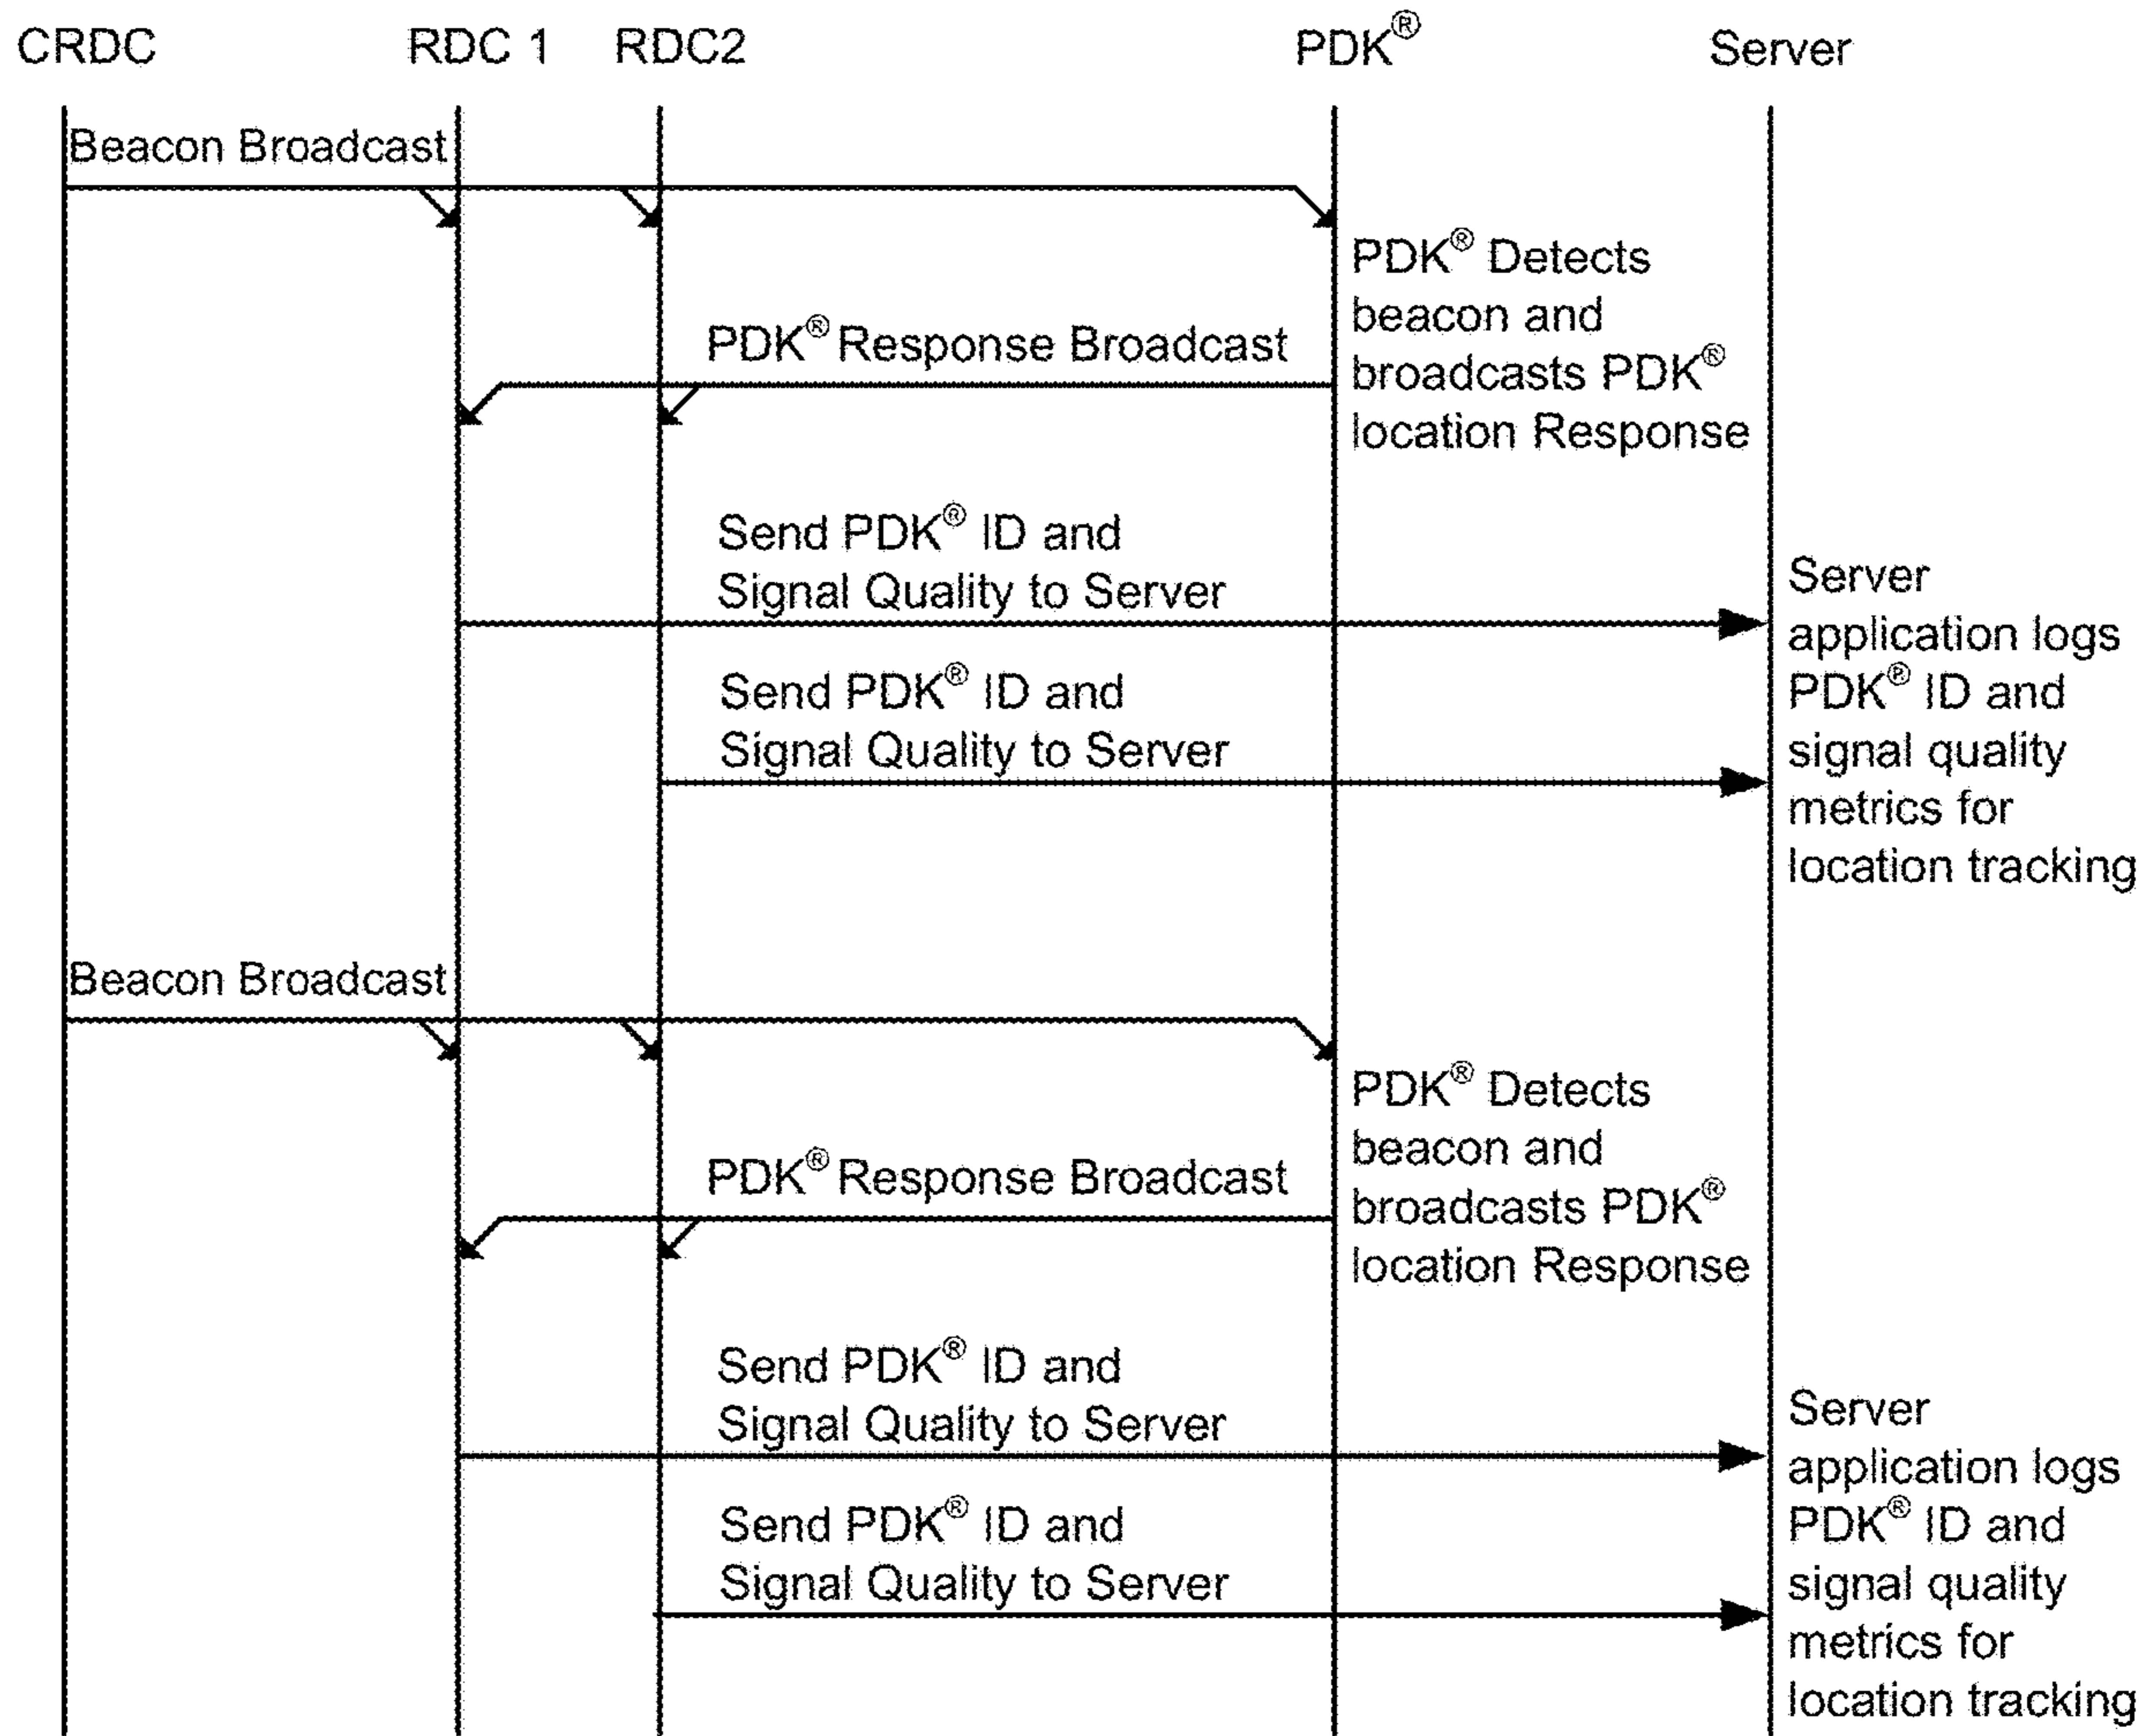 CRDC RDC 1 RDC2 PDK® Server
Beacon Broadcast
PDK® Detects
beacon and
broadcasts PDK®
location Response
PDK® Response Broadcast
Send PDK® ID and
Signal Quality to Server
Send PDK® ID and
Signal Quality to Server
Server
application logs
PDK® ID and
signal quality
metrics for
location tracking
Beacon Broadcast
PDK® Detects
beacon and
broadcasts PDK®
location Response
PDK® Response Broadcast
Send PDK® ID and
Signal Quality to Server
Send PDK® ID and
Signal Quality to Server
Server
application logs
PDK® ID and
signal quality
metrics for
location tracking